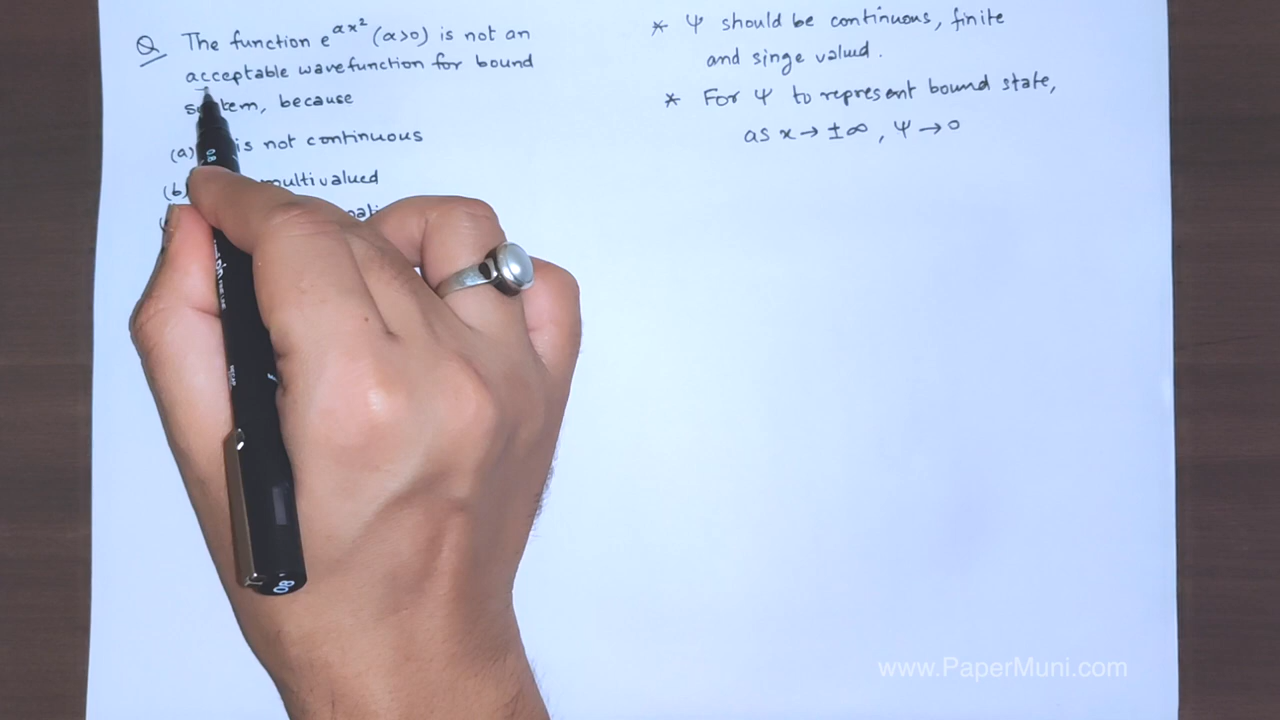 Q The function e^αx² (α>0) is not an
acceptable wavefunction for bound
because
(a) is not continuous
(b) multivalued
* Ψ should be continuous, finite
and singe valued.
* For Ψ to represent bound state,
as x → ±∞, Ψ → 0
www.PaperMuni.com